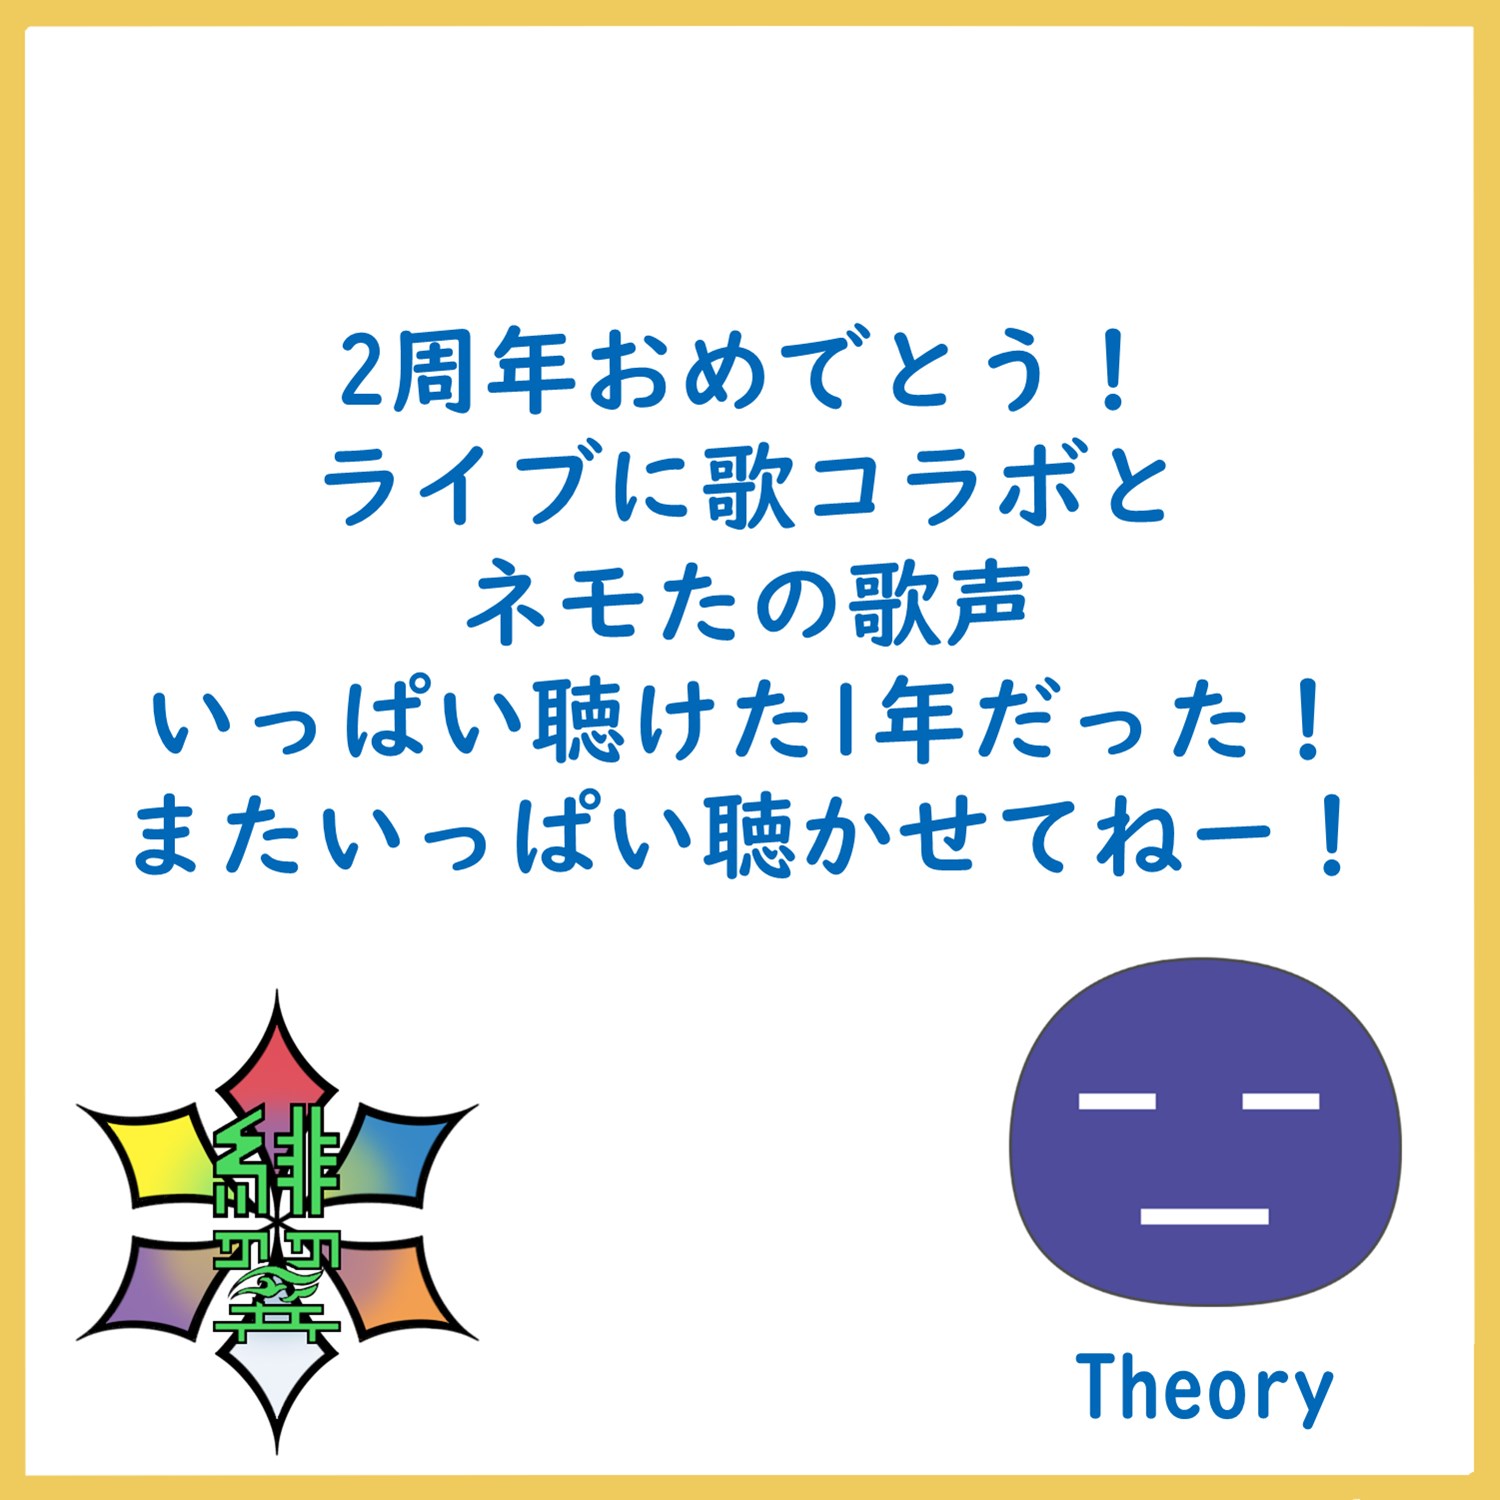 2周年おめでとう！
ライブに歌コラボと
ネモたの歌声
いっぱい聴けた1年だった！
またいっぱい聴かせてねー！
Theory